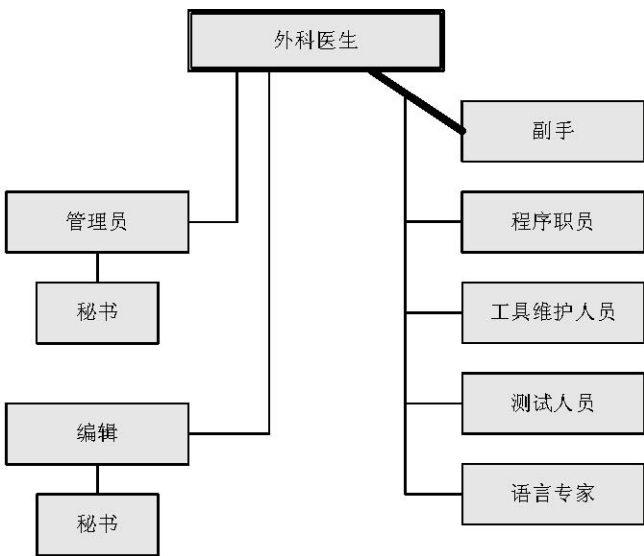 外科医生
副手
管理员
程序职员
秘书
工具维护人员
编辑
测试人员
秘书
语言专家